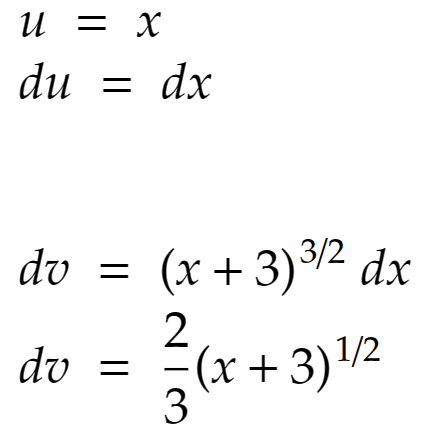 u = x
du = dx
dv = (x + 3)^{3/2} dx
dv = \frac{2}{3}(x + 3)^{1/2}